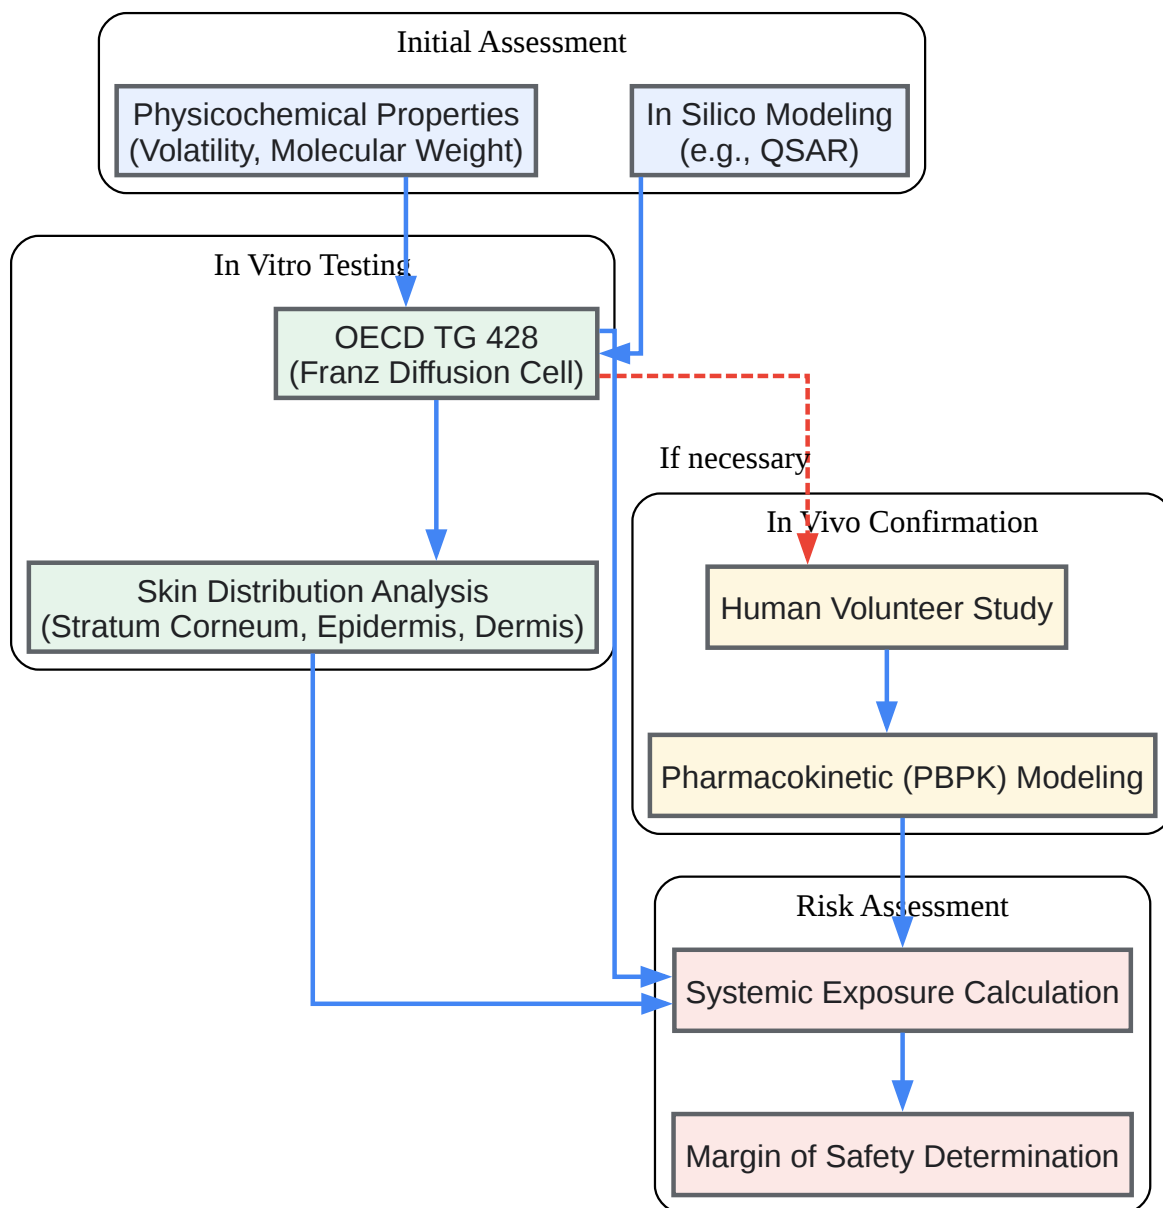 Initial Assessment
Physicochemical Properties
(Volatility, Molecular Weight)
In Silico Modeling
(e.g., QSAR)
In Vitro Testing
OECD TG 428
(Franz Diffusion Cell)
If necessary
In Vivo Confirmation
Skin Distribution Analysis
(Stratum Corneum, Epidermis, Dermis)
Human Volunteer Study
Pharmacokinetic (PBPK) Modeling
Risk Assessment
Systemic Exposure Calculation
Margin of Safety Determination